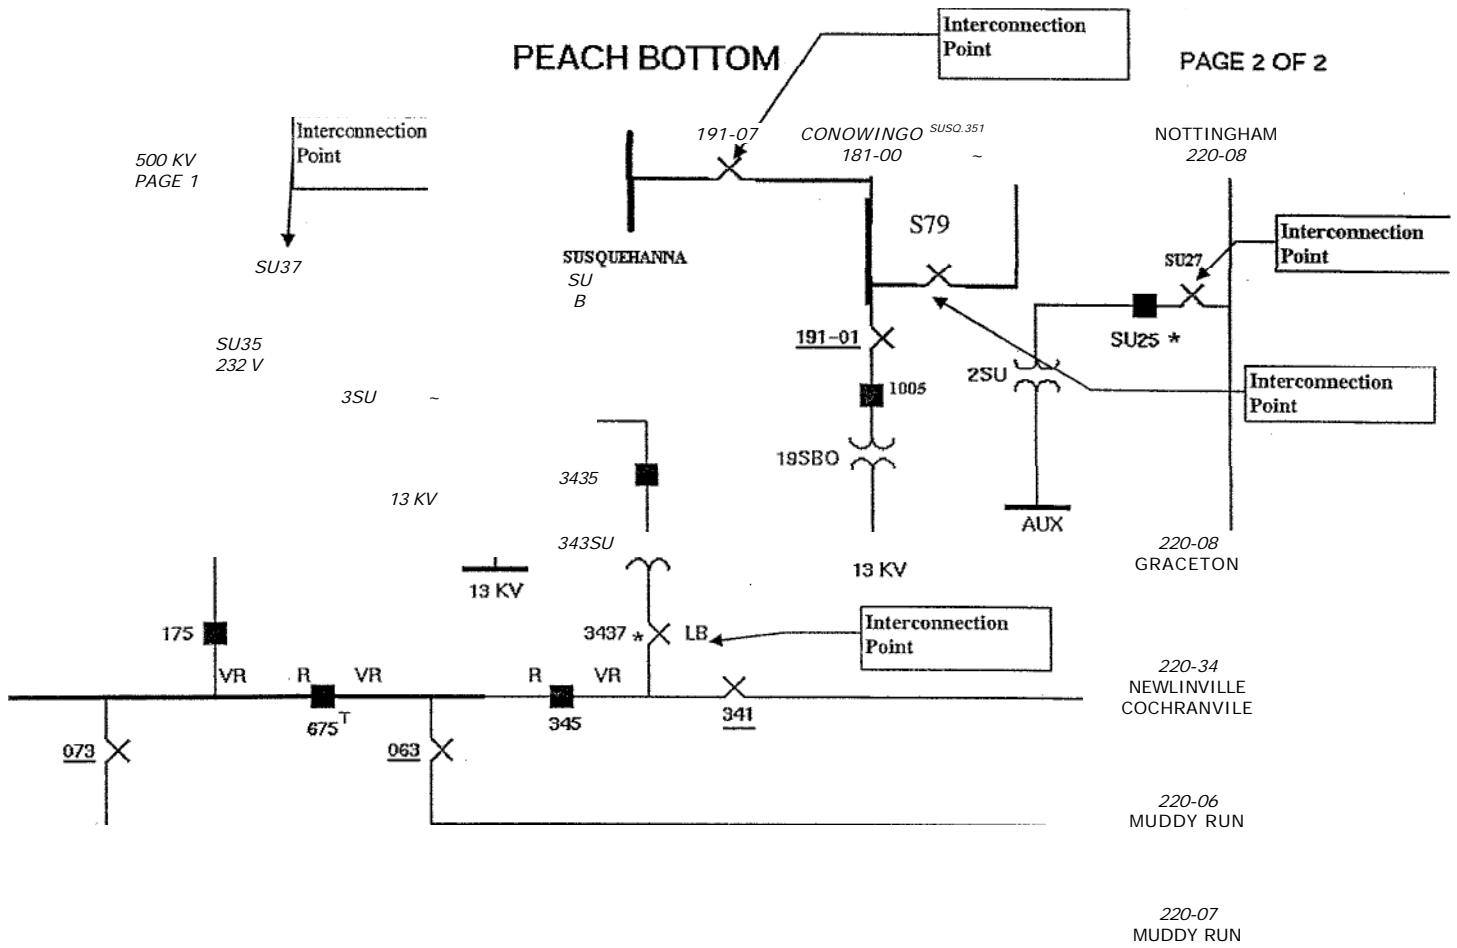 Interconnection
Point
PEACH BOTTOM
PAGE 2 OF 2
Interconnection
Point
500 KV
PAGE 1
191-07
CONOWINGO SUSQ.351
181-00 ~
NOTTINGHAM
220-08
S79
SUSQUEHANNA
SU
B
SU37
SU27
Interconnection
Point
SU35
232 V
191-01
SU25 *
3SU ~
1005
2SU
Interconnection
Point
19SBO
3435
13 KV
AUX
343SU
220-08
GRACETON
13 KV
13 KV
175
3437 *
LB
Interconnection
Point
VR
R
VR
R
VR
220-34
NEWLINVILLE
COCHRANVILE
675 T
345
341
073
063
220-06
MUDDY RUN
220-07
MUDDY RUN